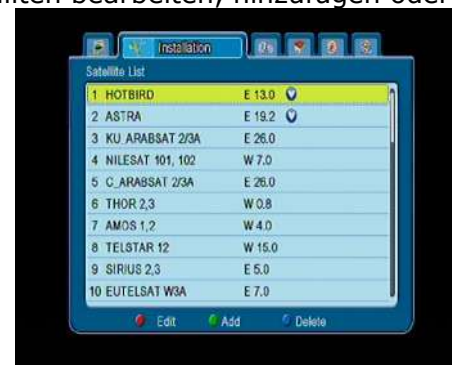 bearbeiten, hinzufügen oder
Installation
Satellite List
1 HOTBIRD E 13.0
2 ASTRA E 19.2
3 KU_ARABSAT 2/3A E 26.0
4 NILESAT 101, 102 W 7.0
5 C_ARABSAT 2/3A E 26.0
6 THOR 2,3 W 0.8
7 AMOS 1,2 W 4.0
8 TELSTAR 12 W 15.0
9 SIRIUS 2,3 E 5.0
10 EUTELSAT W3A E 7.0
Edit Add Delete